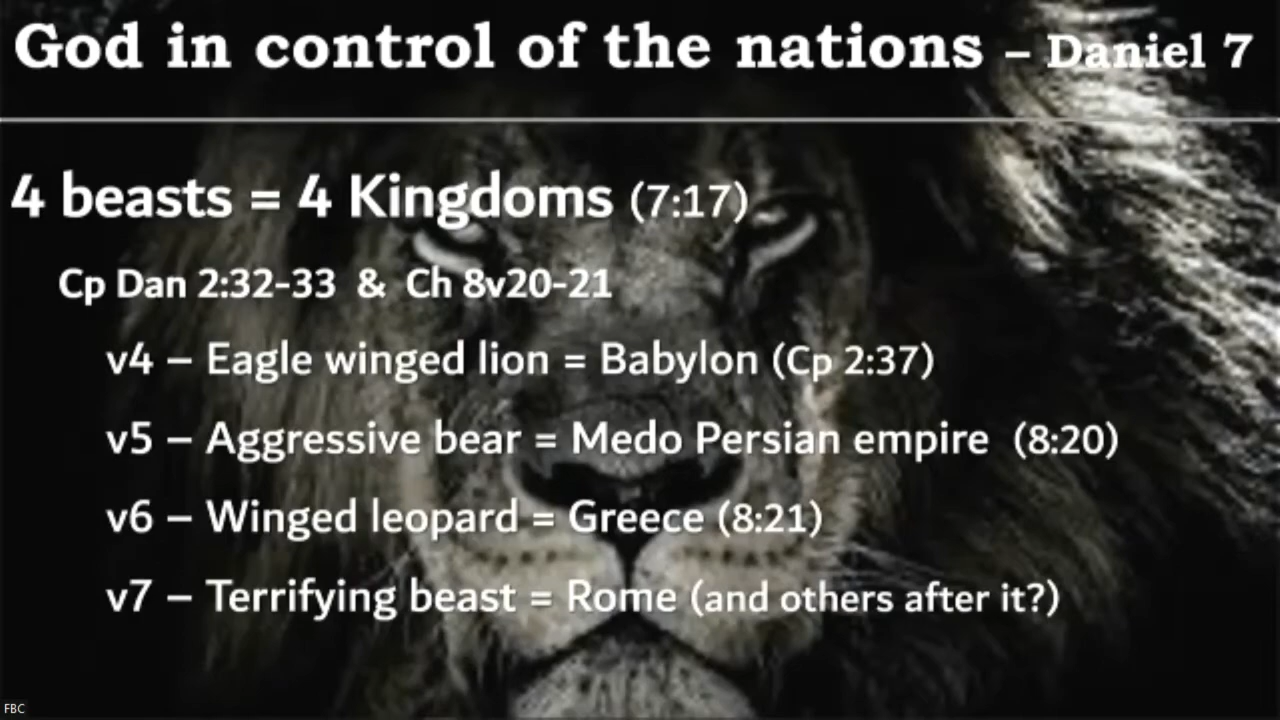 God in control of the nations – Daniel 7
4 beasts = 4 Kingdoms (7:17)
Cp Dan 2:32-33 & Ch 8v20-21
v4 – Eagle winged lion = Babylon (Cp 2:37)
v5 – Aggressive bear = Medo Persian empire (8:20)
v6 – Winged leopard = Greece (8:21)
v7 – Terrifying beast = Rome (and others after it?)
FBC